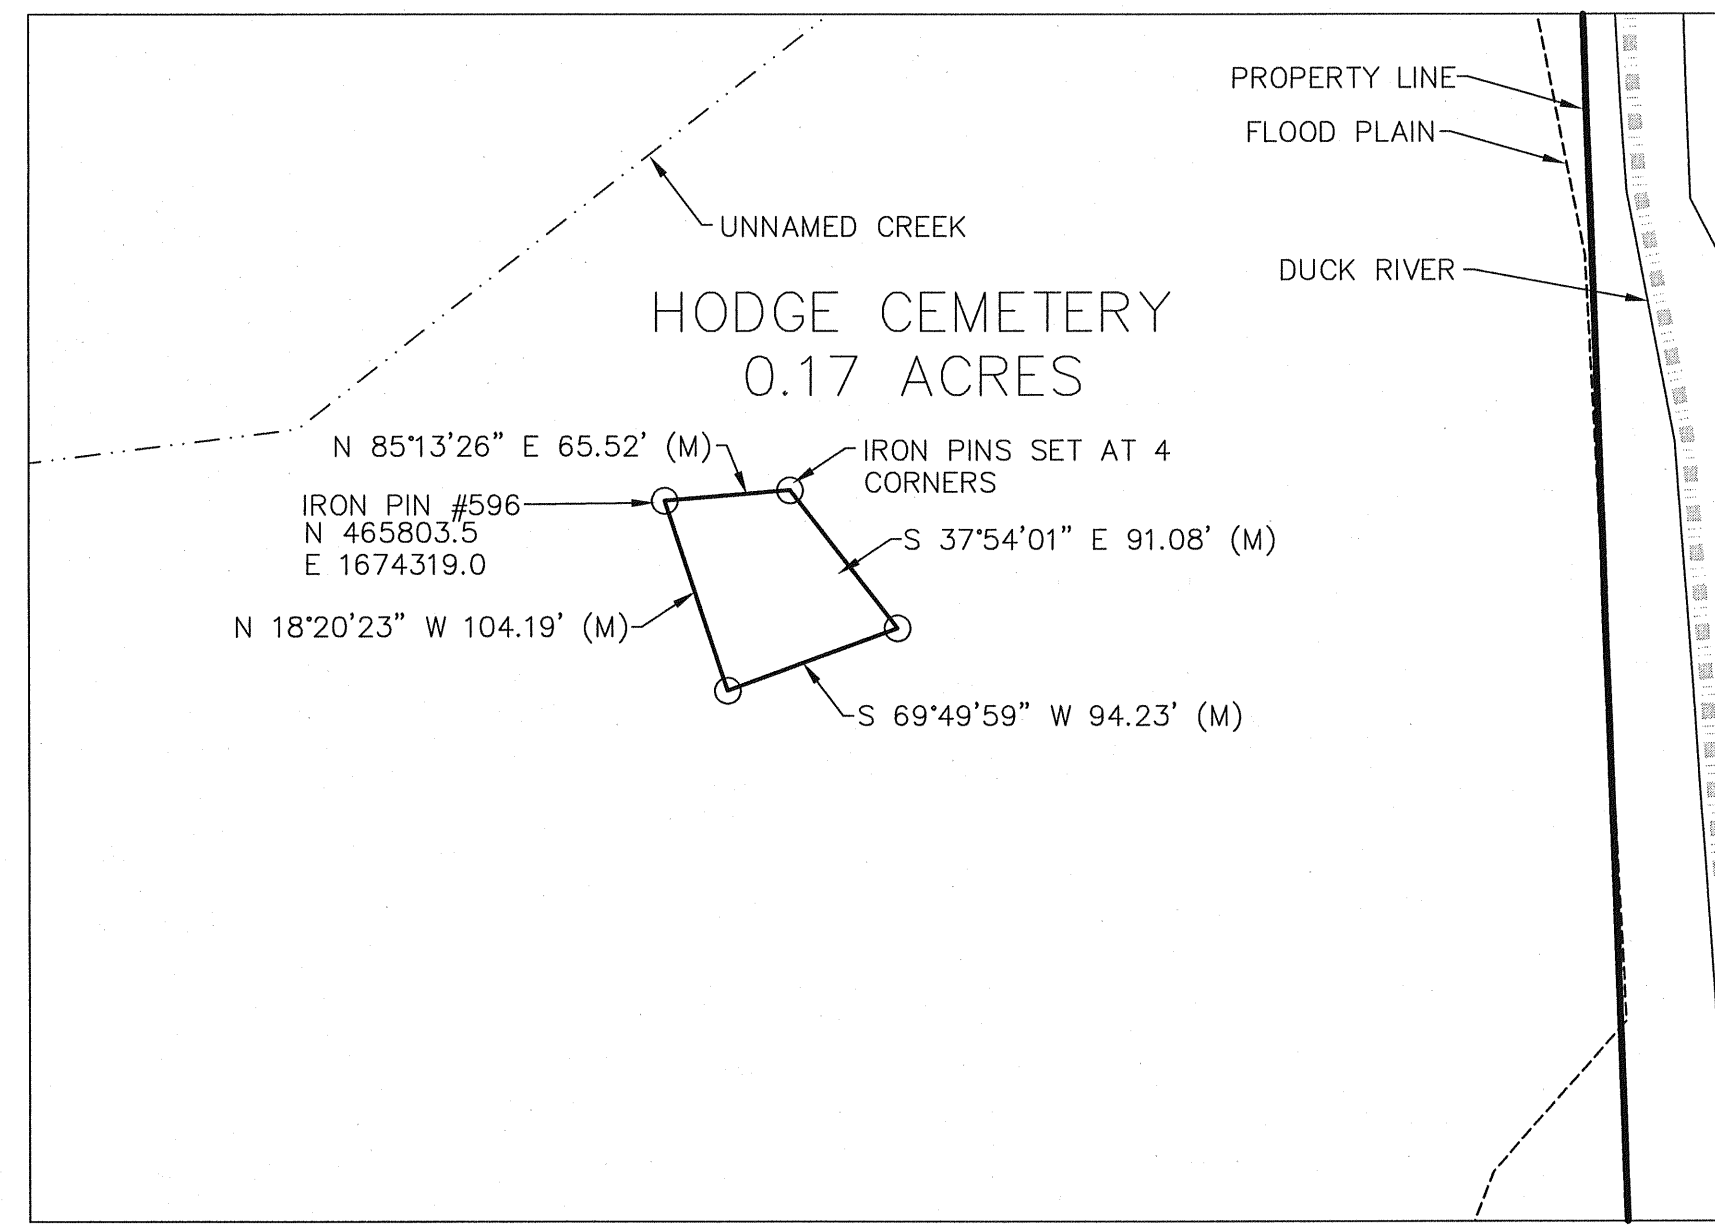 PROPERTY LINE
FLOOD PLAIN
UNNAMED CREEK
DUCK RIVER
HODGE CEMETERY
0.17 ACRES
N 85°13'26" E 65.52' (M)
IRON PINS SET AT 4
CORNERS
IRON PIN #596
N 465803.5
E 1674319.0
S 37°54'01" E 91.08' (M)
N 18°20'23" W 104.19' (M)
S 69°49'59" W 94.23' (M)